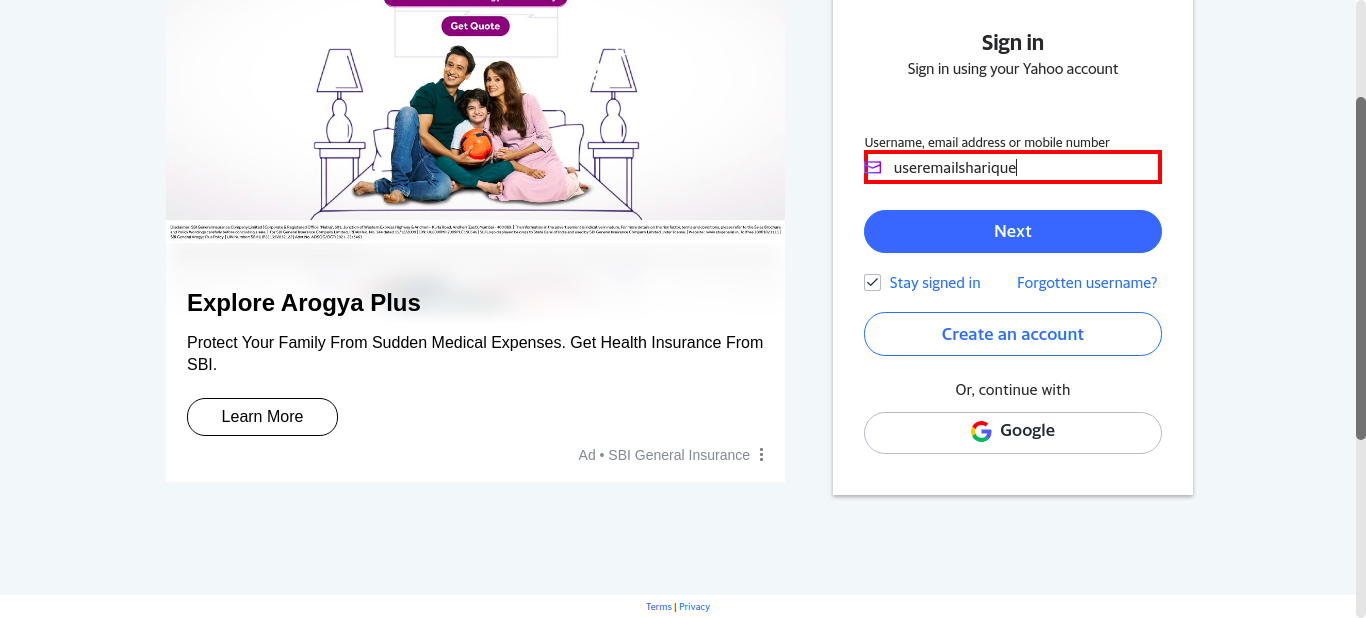 Get Quote
Explore Arogya Plus
Protect Your Family From Sudden Medical Expenses. Get Health Insurance From
SBI.
Learn More
Ad • SBI General Insurance
Sign in
Sign in using your Yahoo account
Username, email address or mobile number
useremailsharique
Next
Stay signed in
Forgotten username?
Create an account
Or, continue with
Google
Terms | Privacy